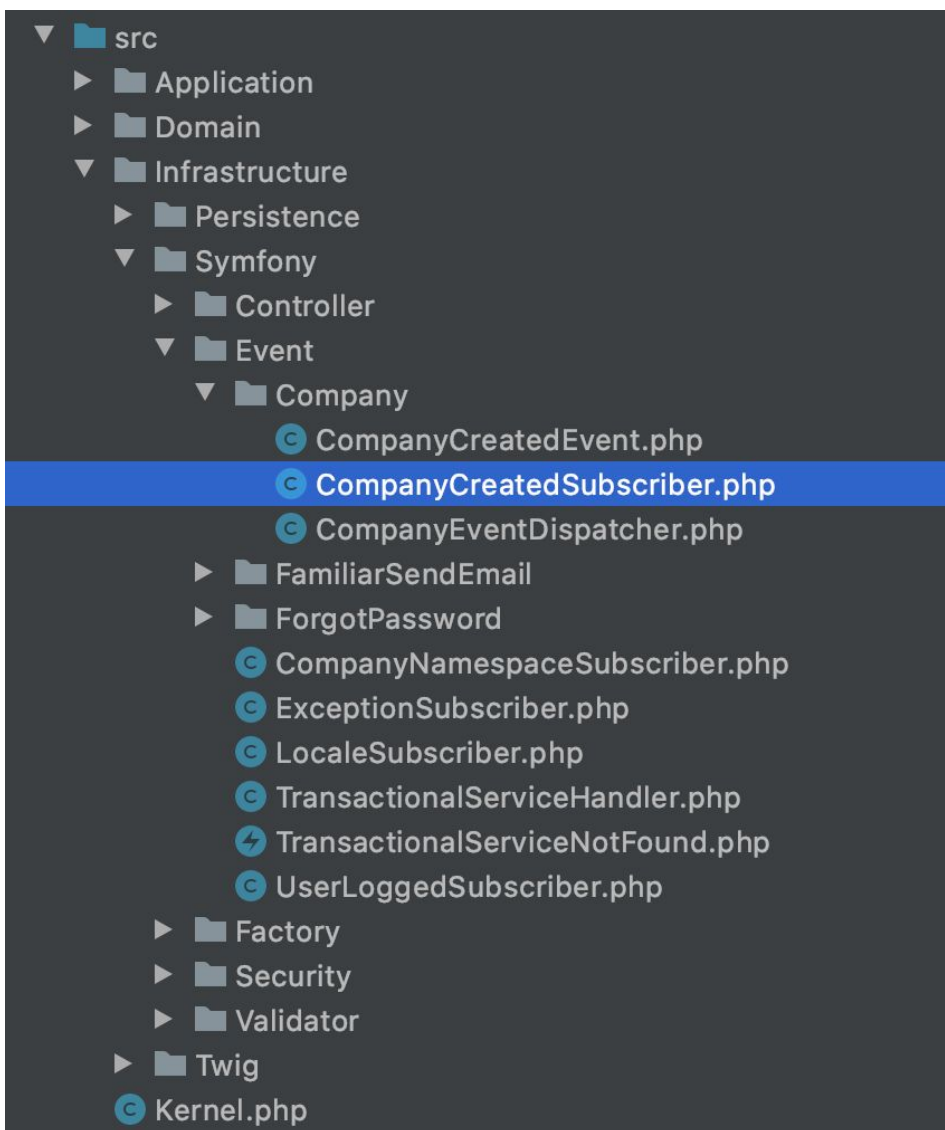 src
Application
Domain
Infrastructure
Persistence
Symfony
Controller
Event
Company
CompanyCreatedEvent.php
CompanyCreatedSubscriber.php
CompanyEventDispatcher.php
FamiliarSendEmail
ForgotPassword
CompanyNamespaceSubscriber.php
ExceptionSubscriber.php
LocaleSubscriber.php
TransactionalServiceHandler.php
TransactionalServiceNotFound.php
UserLoggedSubscriber.php
Factory
Security
Validator
Twig
Kernel.php